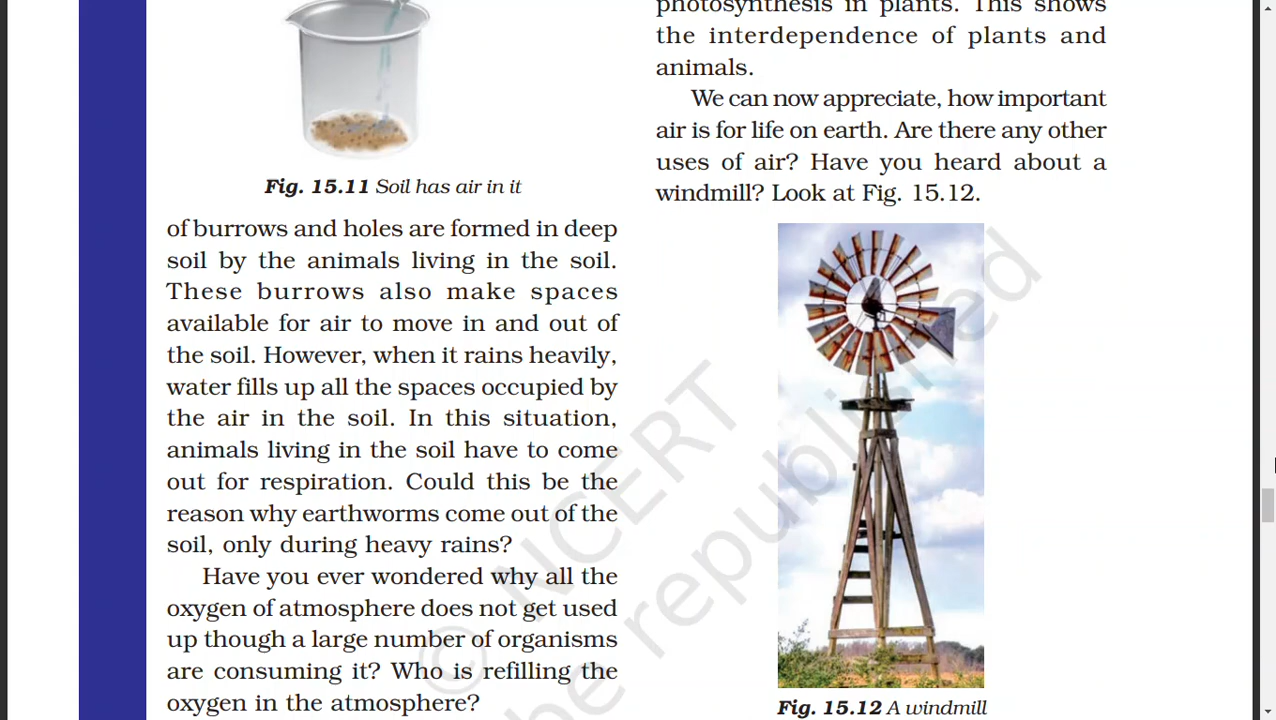 Fig. 15.11 Soil has air in it
of burrows and holes are formed in deep
soil by the animals living in the soil.
These burrows also make spaces
available for air to move in and out of
the soil. However, when it rains heavily,
water fills up all the spaces occupied by
the air in the soil. In this situation,
animals living in the soil have to come
out for respiration. Could this be the
reason why earthworms come out of the
soil, only during heavy rains?
Have you ever wondered why all the
oxygen of atmosphere does not get used
up though a large number of organisms
are consuming it? Who is refilling the
oxygen in the atmosphere?
photosynthesis in plants. This shows
the interdependence of plants and
animals.
We can now appreciate, how important
air is for life on earth. Are there any other
uses of air? Have you heard about a
windmill? Look at Fig. 15.12.
Fig. 15.12 A windmill
© NCERT
be republished